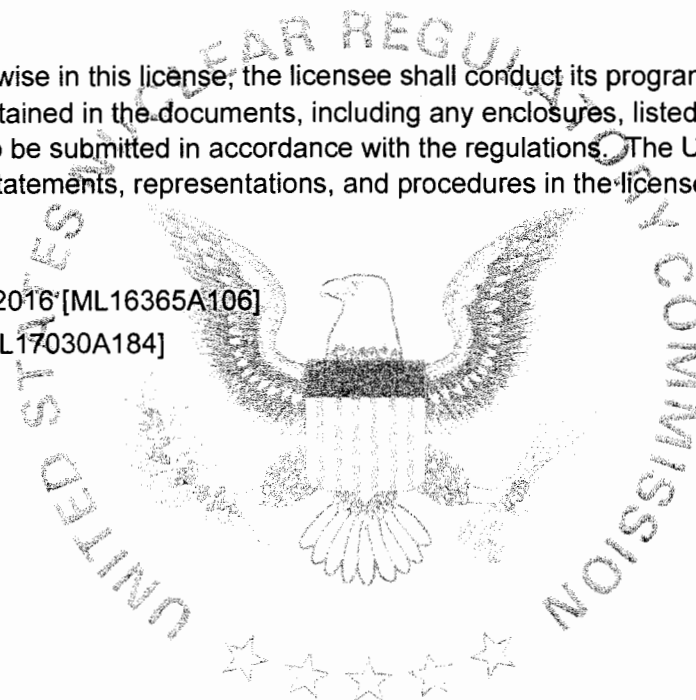 wise in this license, the licensee shall conduct its program
tained in the documents, including any enclosures, listed
be submitted in accordance with the regulations. The U
tatements, representations, and procedures in the license
2016 [ML16365A106]
L17030A184]
UNITED STATES NUCLEAR REGULATORY COMMISSION